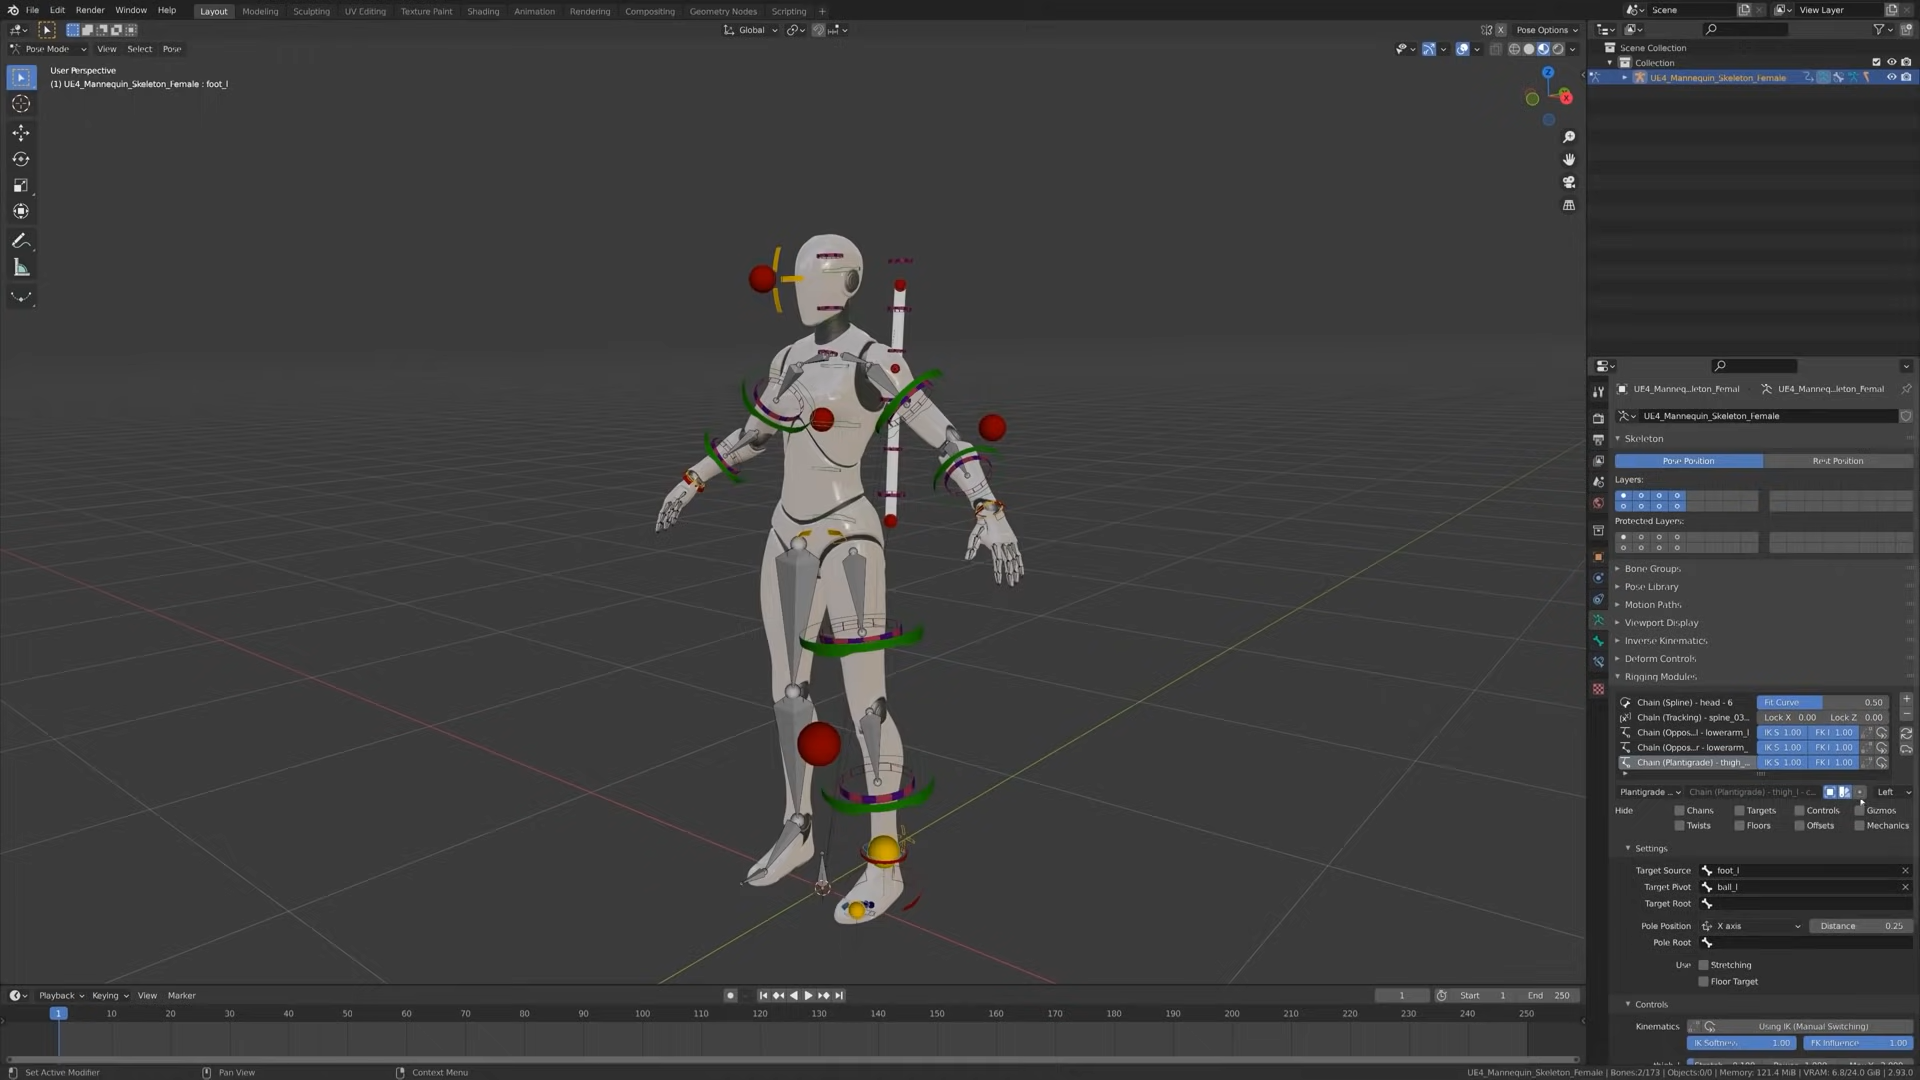 File Edit Render Window Help Layout Modeling Sculpting UV Editing Texture Paint Shading Animation Rendering Compositing Geometry Nodes Scripting + Scene View Layer
Global X Pose Options
Pose Mode View Select Pose
User Perspective
(1) UE4_Mannequin_Skeleton_Female : foot_l
Z
X
Scene Collection
Collection
UE4_Mannequin_Skeleton_Female
UE4_Manneq...leton_Femal UE4_Manneq...leton_Femal
UE4_Mannequin_Skeleton_Female
Skeleton
Pose Position Rest Position
Layers:
Protected Layers:
Bone Groups
Pose Library
Motion Paths
Viewport Display
Inverse Kinematics
Deform Controls
Rigging Modules
Chain (Spline) - head - 6 Fit Curve 0.50
Chain (Tracking) - spine_03... Lock X 0.00 Lock Z 0.00
Chain (Oppos...l - lowerarm_l IK S 1.00 FK I 1.00
Chain (Oppos...r - lowerarm_ IK S 1.00 FK I 1.00
Chain (Plantigrade) - thigh_... IK S 1.00 FK I 1.00
Plantigrade ... Chain (Plantigrade) - thigh_l - c... Left
Hide Chains Targets Controls Gizmos
Twists Floors Offsets Mechanics
Settings
Target Source foot_l
Target Pivot ball_l
Target Root
Pole Position X axis Distance 0.25
Pole Root
Use Stretching
Floor Target
Controls
Kinematics Using IK (Manual Switching)
IK Softness 1.00 FK Influence 1.00
Playback Keying View Marker 1 Start 1 End 250
1 10 20 30 40 50 60 70 80 90 100 110 120 130 140 150 160 170 180 190 200 210 220 230 240 250
Set Active Modifier Pan View Context Menu UE4_Mannequin_Skeleton_Female | Bones:2/173 | Objects:0/0 | Memory: 121.4 MiB | VRAM: 6.8/24.0 GiB | 2.93.0